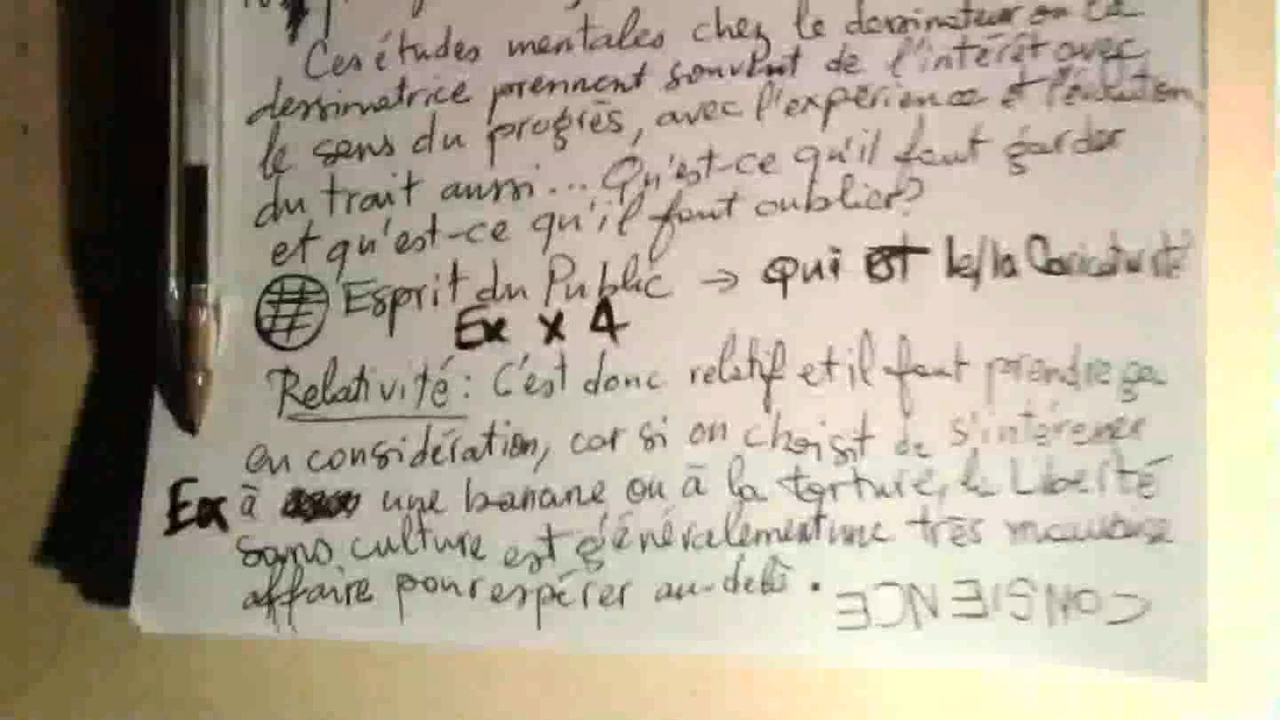 Ces études mentales chez le dessinateur ou la
dessinatrice prennent souvent de l'intérêt avec
le sens du progrès, avec l'expérience et l'évolution
du trait aussi... Qu'est-ce qu'il faut garder
et qu'est-ce qu'il faut oublier?
# Esprit du Public → qui est le/la Caricaturisté
Ex x 4
Relativité : C'est donc relatif et il faut prendre ça
en considération, car si on choisit de s'intéresser
Ex à une banane ou à la torture, la Liberté
sans culture est généralement une très mauvaise
affaire pour espérer au-delà.
CONSIENCE